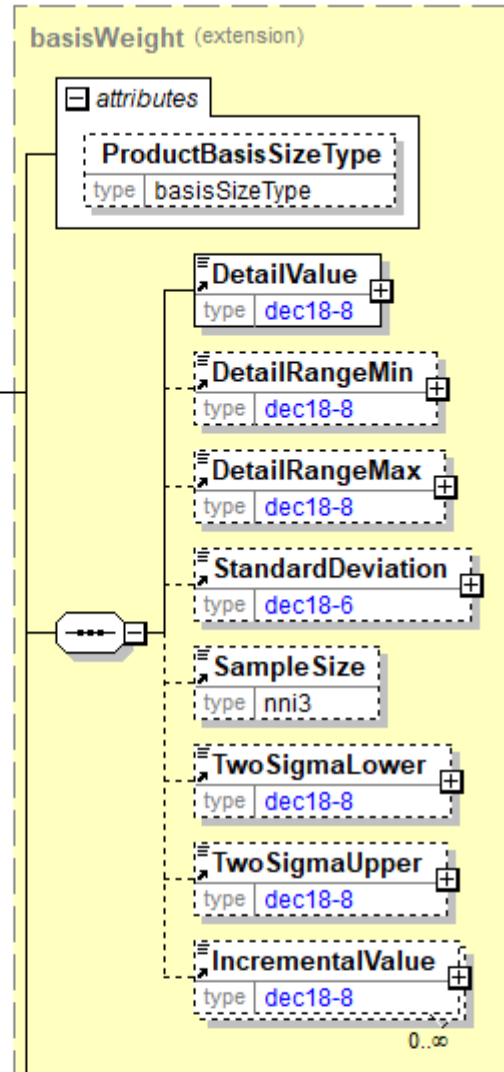 basisWeight (extension)
attributes
ProductBasisSizeType
type basisSizeType
DetailValue
type dec18-8
DetailRangeMin
type dec18-8
DetailRangeMax
type dec18-8
StandardDeviation
type dec18-6
SampleSize
type nni3
TwoSigmaLower
type dec18-8
TwoSigmaUpper
type dec18-8
IncrementalValue
type dec18-8
0..∞